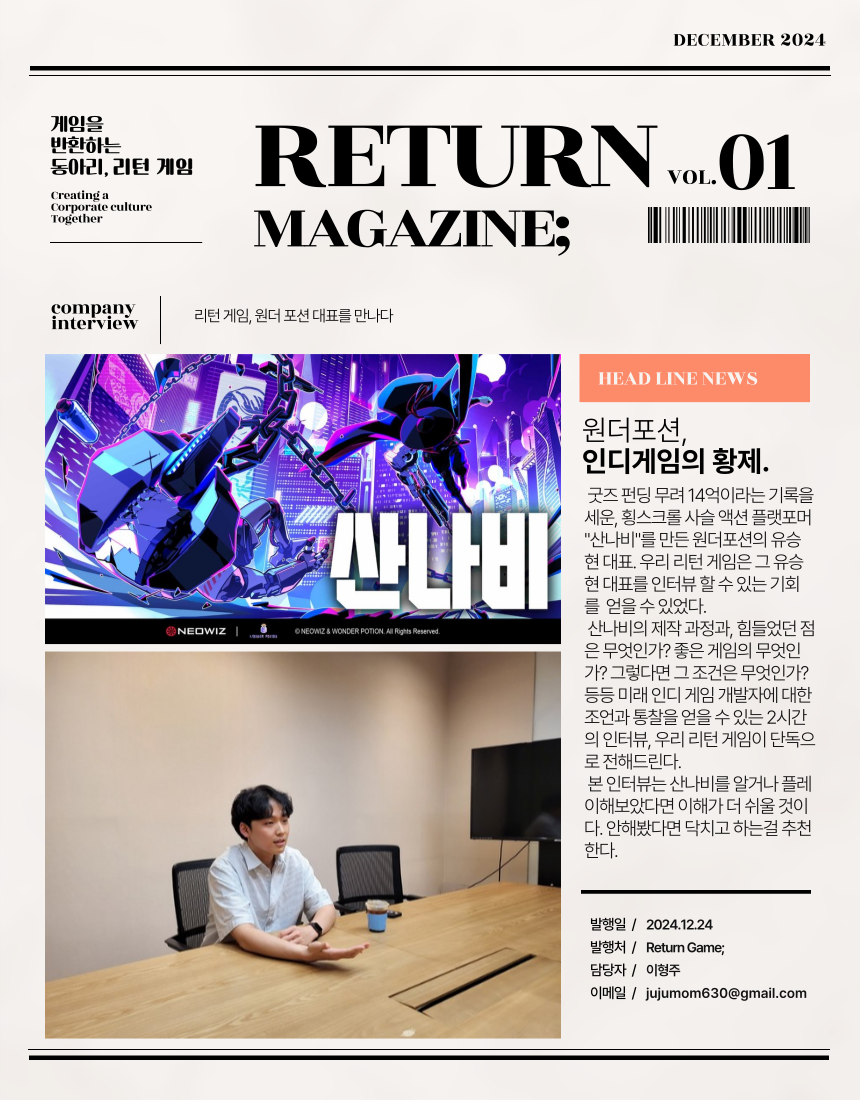 DECEMBER 2024
게임을
반환하는
동아리, 리턴 게임
Creating a
Corporate culture
Together
RETURN VOL.01
MAGAZINE;
company
interview
리턴 게임, 원더 포션 대표를 만나다
산나비
NEOWIZ | WONDER POTION © NEOWIZ & WONDER POTION. All Rights Reserved.
HEAD LINE NEWS
원더포션,
인디게임의 황제.
굿즈 펀딩 무려 14억이라는 기록을
세운, 횡스크롤 사슬 액션 플랫포머
"산나비"를 만든 원더포션의 유승
현 대표. 우리 리턴 게임은 그 유승
현 대표를 인터뷰 할 수 있는 기회
를 얻을 수 있었다.
산나비의 제작 과정과, 힘들었던 점
은 무엇인가? 좋은 게임의 무엇인
가? 그렇다면 그 조건은 무엇인가?
등등 미래 인디 게임 개발자에 대한
조언과 통찰을 얻을 수 있는 2시간
의 인터뷰, 우리 리턴 게임이 단독으
로 전해드린다.
본 인터뷰는 산나비를 알거나 플레
이해보았다면 이해가 더 쉬울 것이
다. 안해봤다면 닥치고 하는걸 추천
한다.
발행일 / 2024.12.24
발행처 / Return Game;
담당자 / 이형주
이메일 / jujumom630@gmail.com